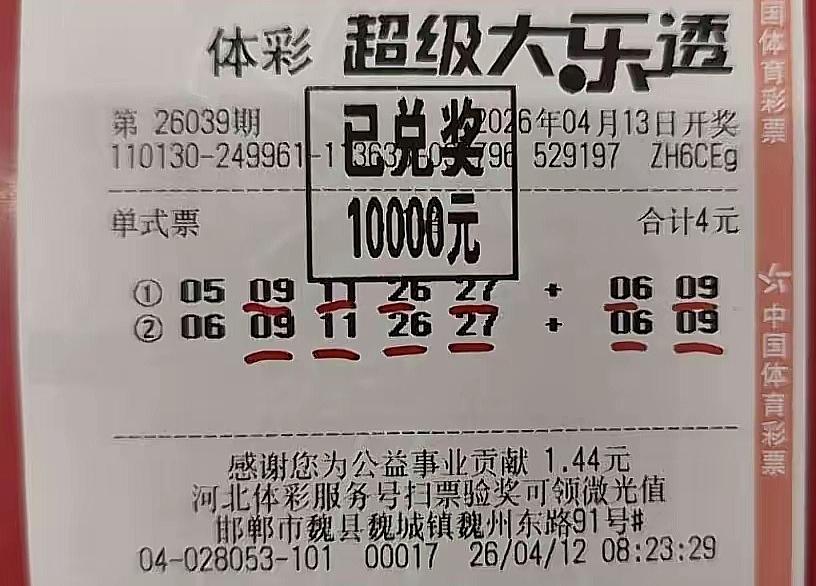 体彩 超级大乐透
第 26039期 2026年04月13日开奖
529197 ZH6CEg
已兑奖
10000元
单式票 合计4元
① 05 09 11 26 27 + 06 09
② 06 09 11 26 27 + 06 09
感谢您为公益事业贡献 1.44元
河北体彩服务号扫票验奖可领微光值
邯郸市魏县魏城镇魏州东路91号#
04-028053-101 00017 26/04/12 08:23:29
国体育彩票
中国体育彩票